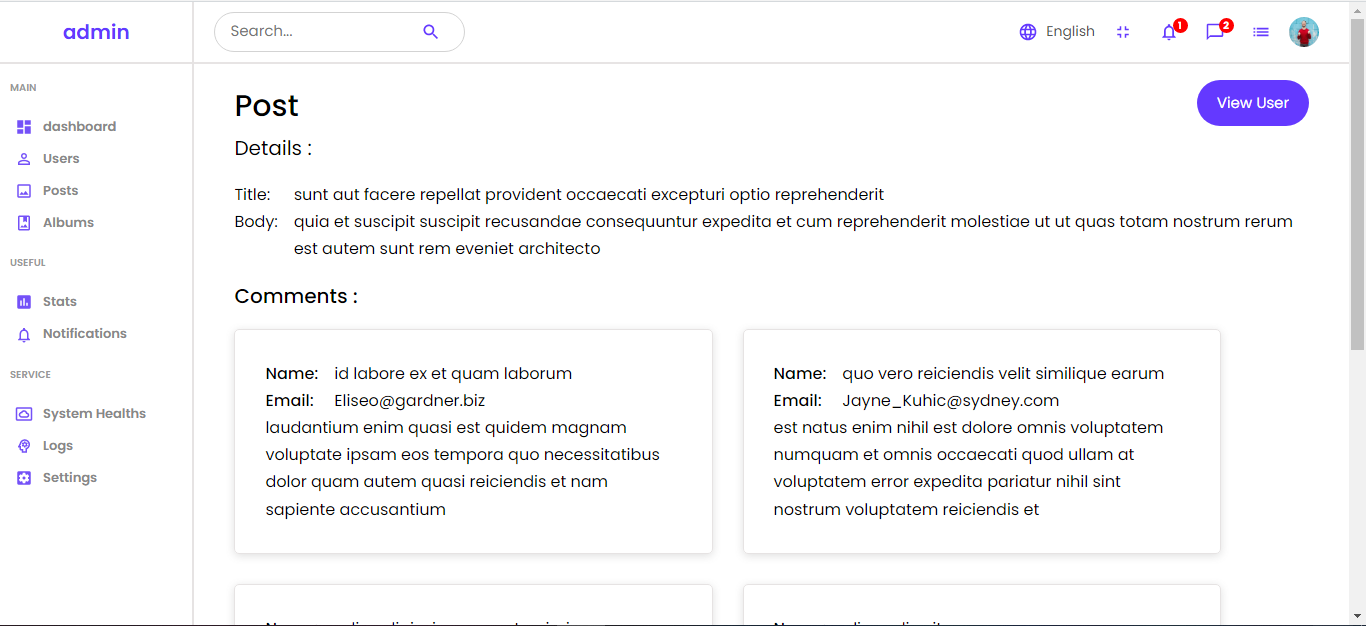 admin
Search...
English
1
2
MAIN
dashboard
Users
Posts
Albums
USEFUL
Stats
Notifications
SERVICE
System Healths
Logs
Settings
Post
View User
Details :
Title: sunt aut facere repellat provident occaecati excepturi optio reprehenderit
Body: quia et suscipit suscipit recusandae consequuntur expedita et cum reprehenderit molestiae ut ut quas totam nostrum rerum
est autem sunt rem eveniet architecto
Comments :
Name: id labore ex et quam laborum
Email: Eliseo@gardner.biz
laudantium enim quasi est quidem magnam
voluptate ipsam eos tempora quo necessitatibus
dolor quam autem quasi reiciendis et nam
sapiente accusantium
Name: quo vero reiciendis velit similique earum
Email: Jayne_Kuhic@sydney.com
est natus enim nihil est dolore omnis voluptatem
numquam et omnis occaecati quod ullam at
voluptatem error expedita pariatur nihil sint
nostrum voluptatem reiciendis et